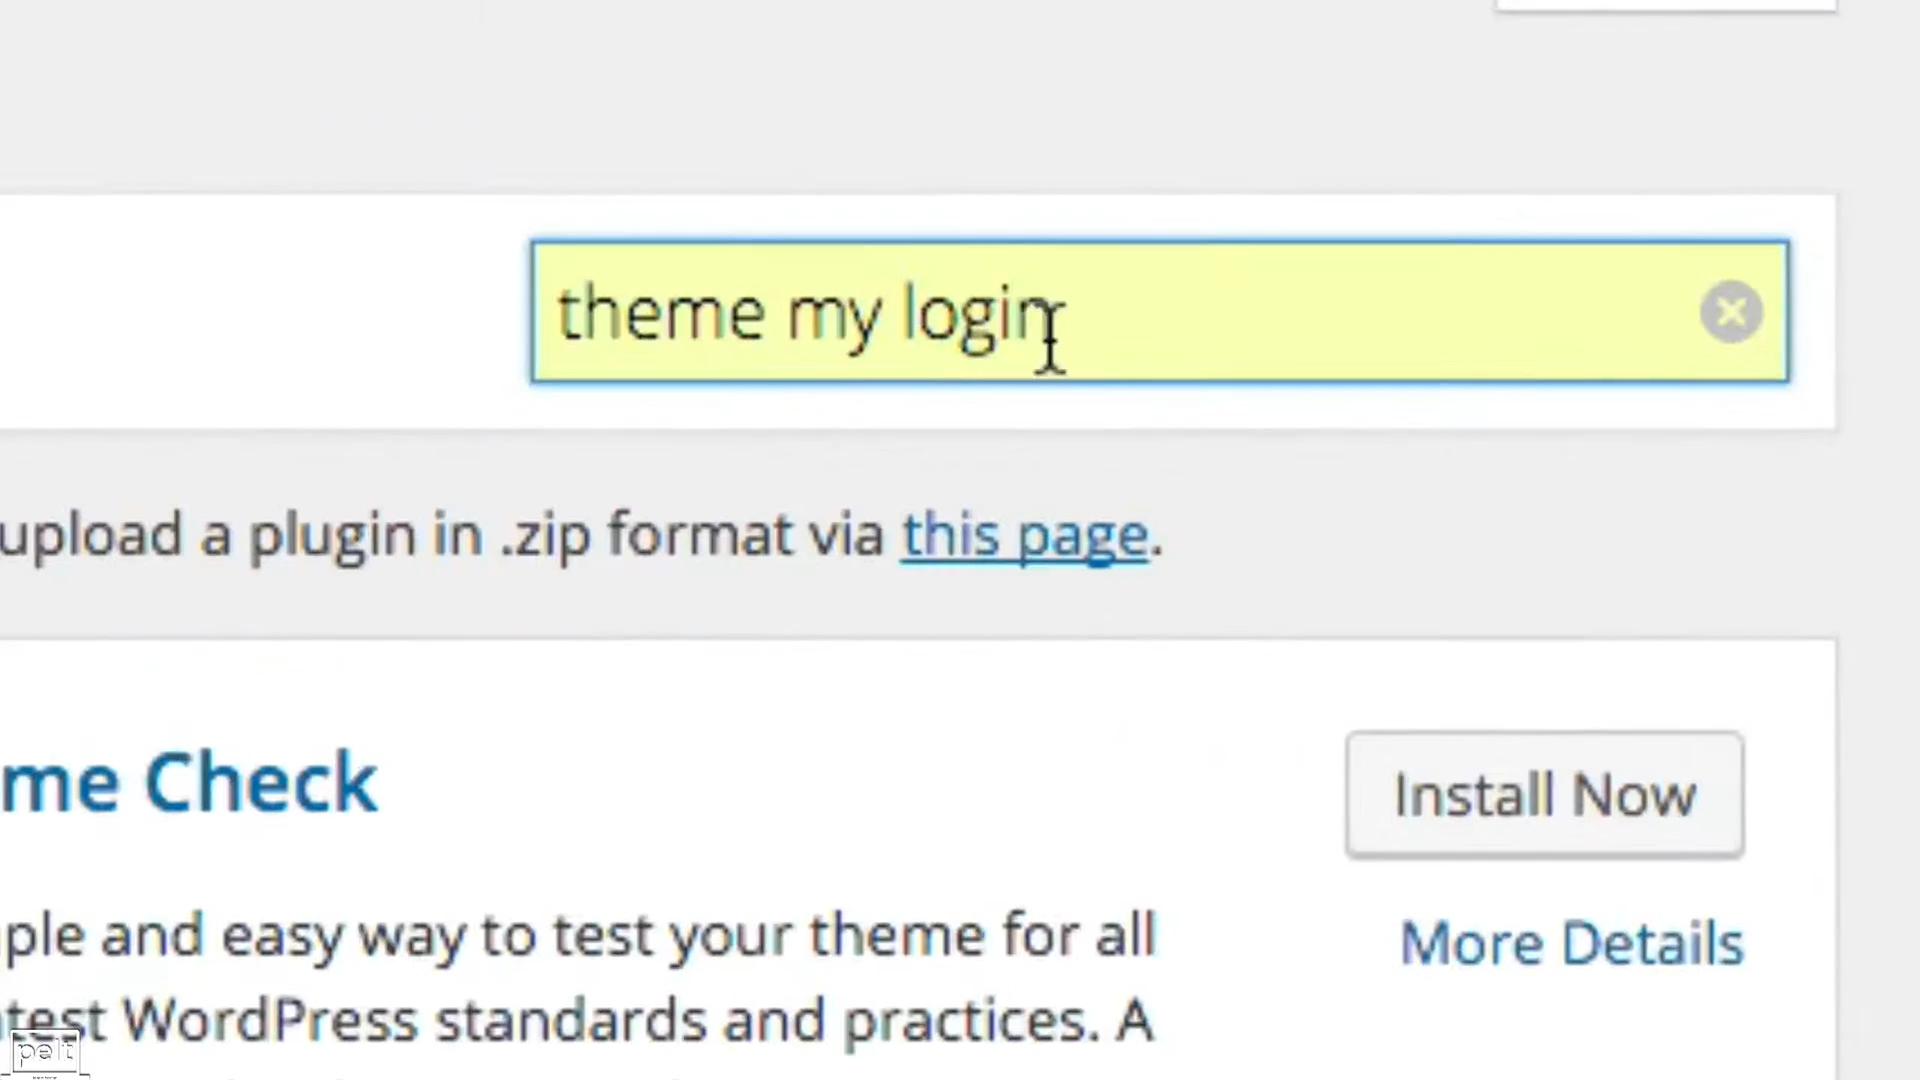 theme my login
upload a plugin in .zip format via this page.
me Check
Install Now
ple and easy way to test your theme for all
More Details
test WordPress standards and practices. A
pelt